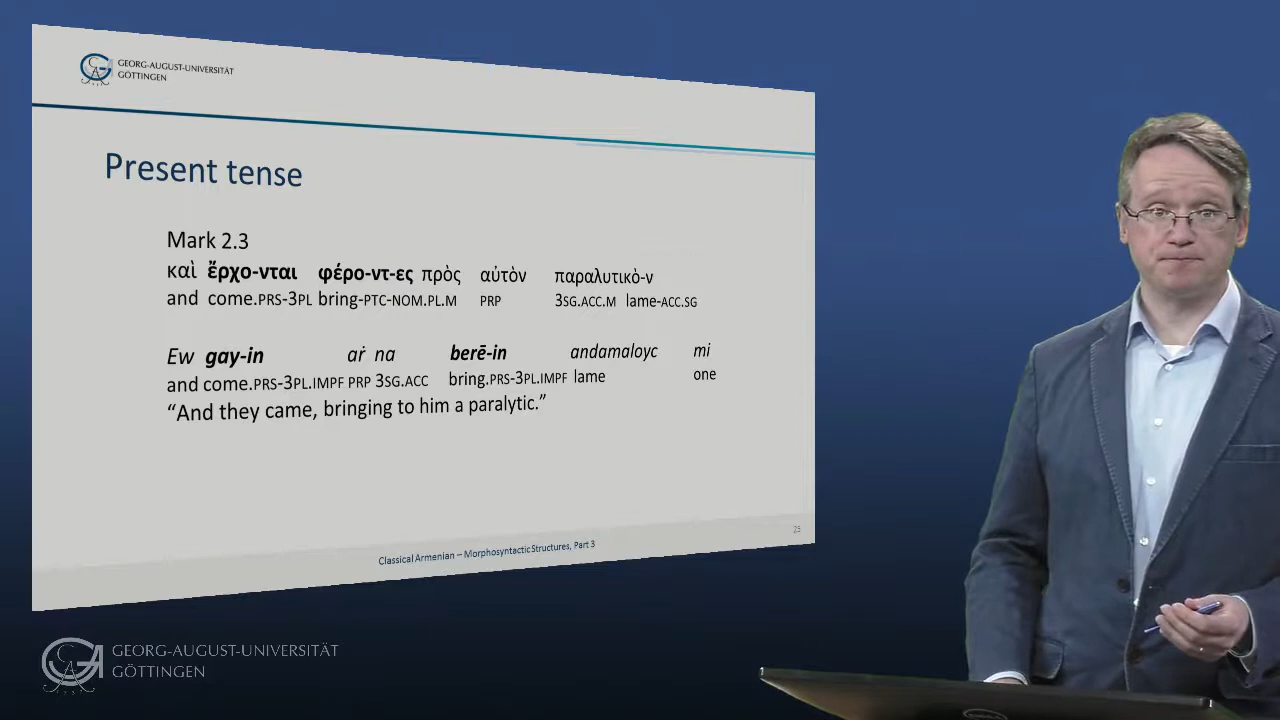 GEORG-AUGUST-UNIVERSITÄT
GÖTTINGEN
Present tense
Mark 2.3
καὶ ἔρχο-νται φέρο-ντ-ες πρὸς αὐτὸν παραλυτικὸ-ν
and come.PRS-3PL bring-PTC-NOM.PL.M PRP 3SG.ACC.M lame-ACC.SG
Ew gay-in aṙ na berē-in andamaloyc mi
and come.PRS-3PL.IMPF PRP 3SG.ACC bring.PRS-3PL.IMPF lame one
“And they came, bringing to him a paralytic.”
25
Classical Armenian – Morphosyntactic Structures, Part 3
GEORG-AUGUST-UNIVERSITÄT
GÖTTINGEN